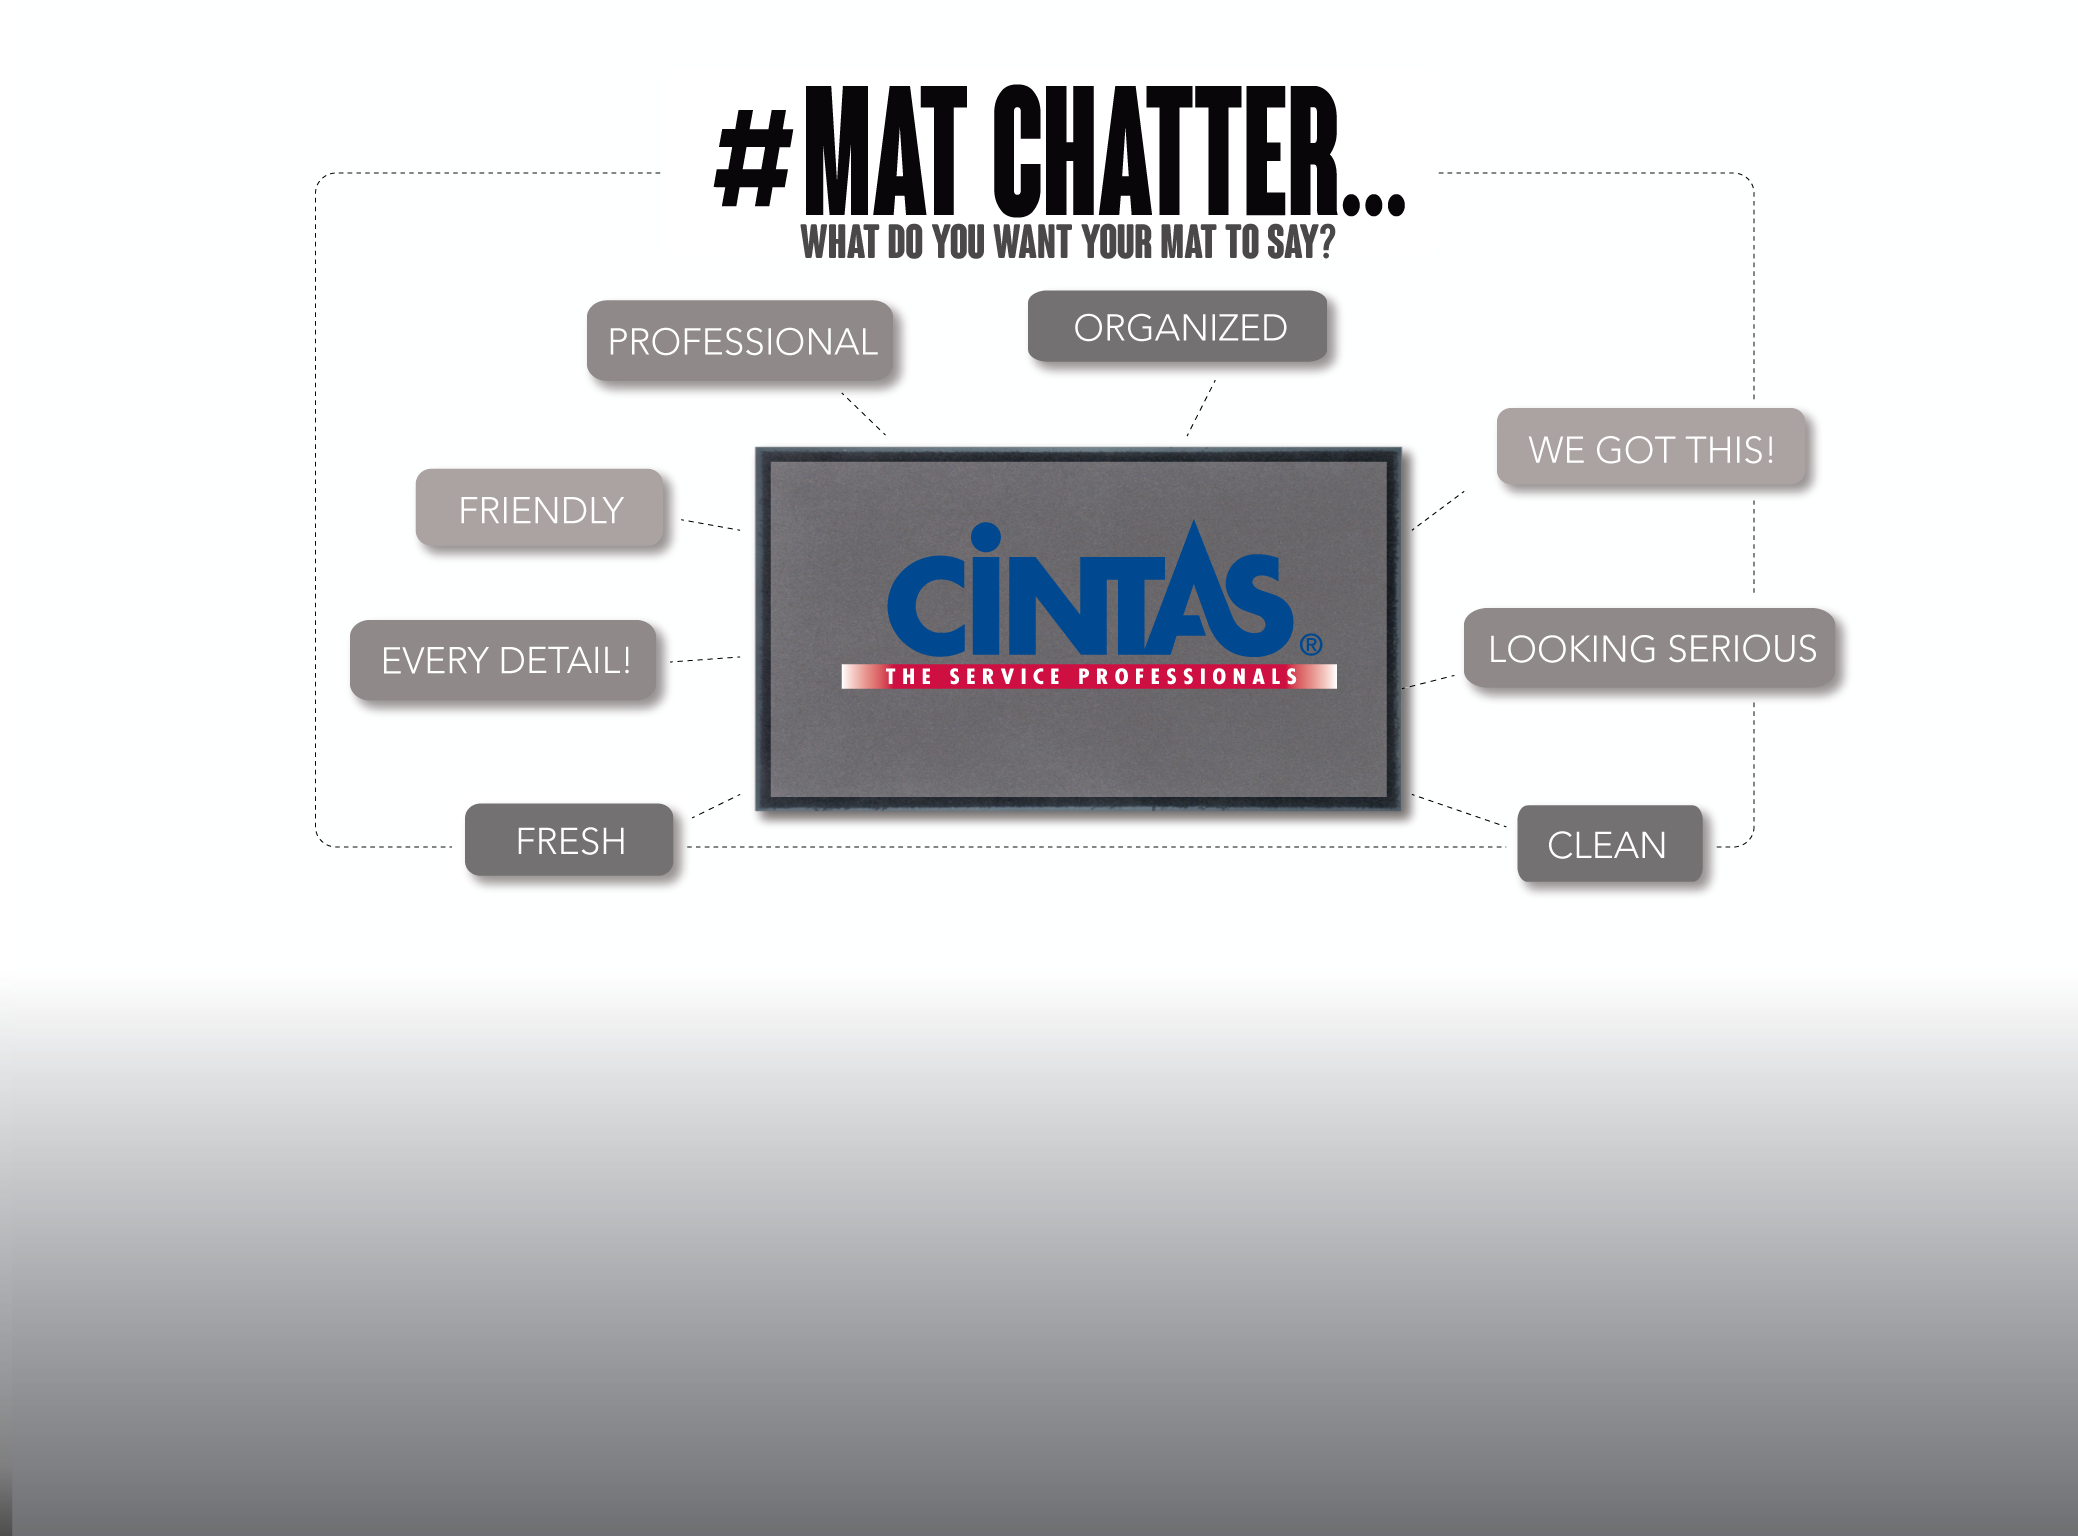 #MAT CHATTER...
WHAT DO YOU WANT YOUR MAT TO SAY?
PROFESSIONAL
ORGANIZED
WE GOT THIS!
FRIENDLY
CiNTAS®
THE SERVICE PROFESSIONALS
EVERY DETAIL!
LOOKING SERIOUS
FRESH
CLEAN